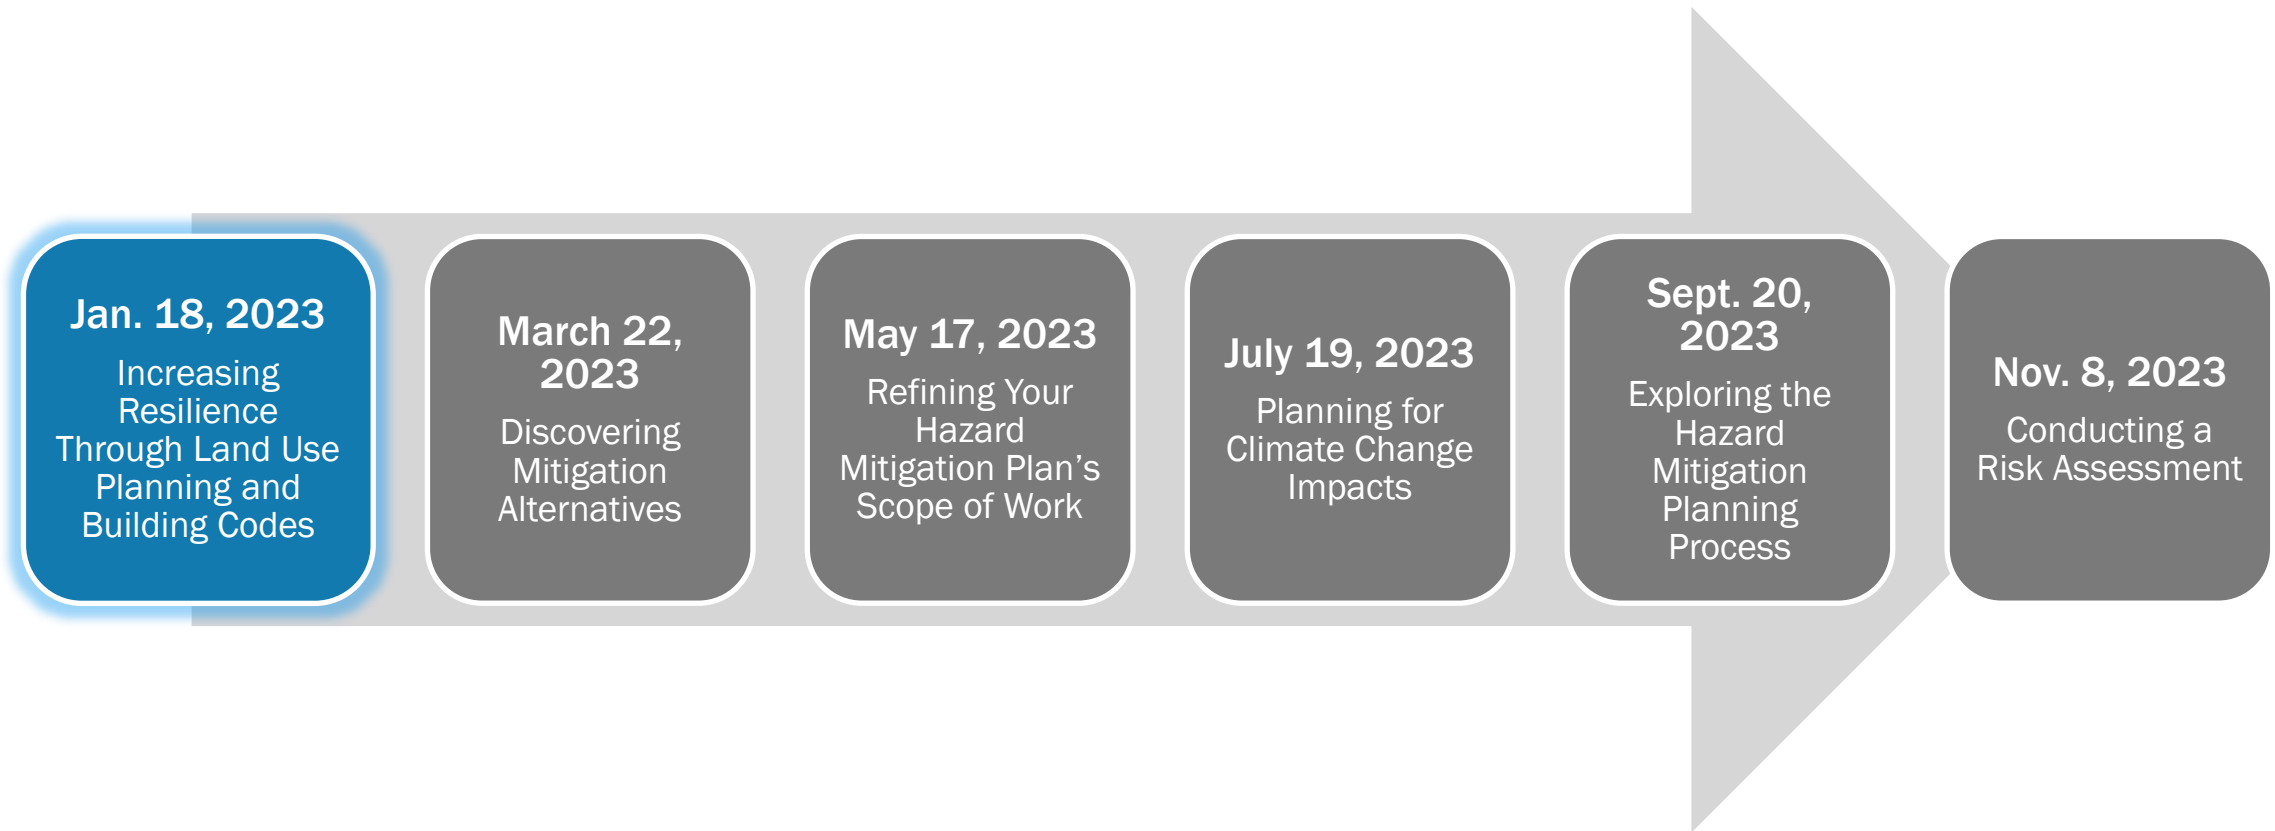 Jan. 18, 2023
Increasing
Resilience
Through Land Use
Planning and
Building Codes
March 22,
2023
Discovering
Mitigation
Alternatives
May 17, 2023
Refining Your
Hazard
Mitigation Plan’s
Scope of Work
July 19, 2023
Planning for
Climate Change
Impacts
Sept. 20,
2023
Exploring the
Hazard
Mitigation
Planning
Process
Nov. 8, 2023
Conducting a
Risk Assessment